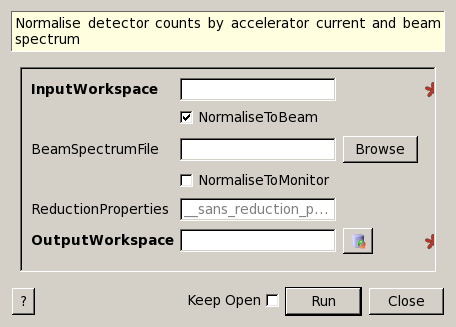 Normalise detector counts by accelerator current and beam
spectrum
InputWorkspace
NormaliseToBeam
BeamSpectrumFile
Browse
NormaliseToMonitor
ReductionProperties __sans_reduction_p...
OutputWorkspace
? Keep Open Run Close